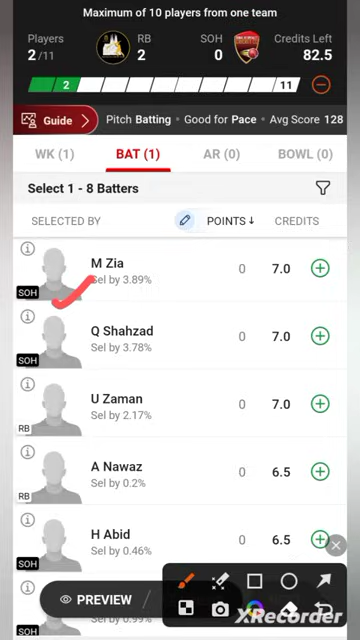 Maximum of 10 players from one team
Players
2/11
RB
2
SOH
0
Credits Left
82.5
2
11
Guide
Pitch Batting • Good for Pace • Avg Score 128
WK (1)
BAT (1)
AR (0)
BOWL (0)
Select 1 - 8 Batters
SELECTED BY
POINTS
CREDITS
M Zia
Sel by 3.89%
SOH
0
7.0
Q Shahzad
Sel by 3.78%
SOH
0
7.0
U Zaman
Sel by 2.17%
RB
0
7.0
A Nawaz
Sel by 0.2%
RB
0
6.5
H Abid
Sel by 0.46%
SOH
0
6.5
PREVIEW
XRecorder